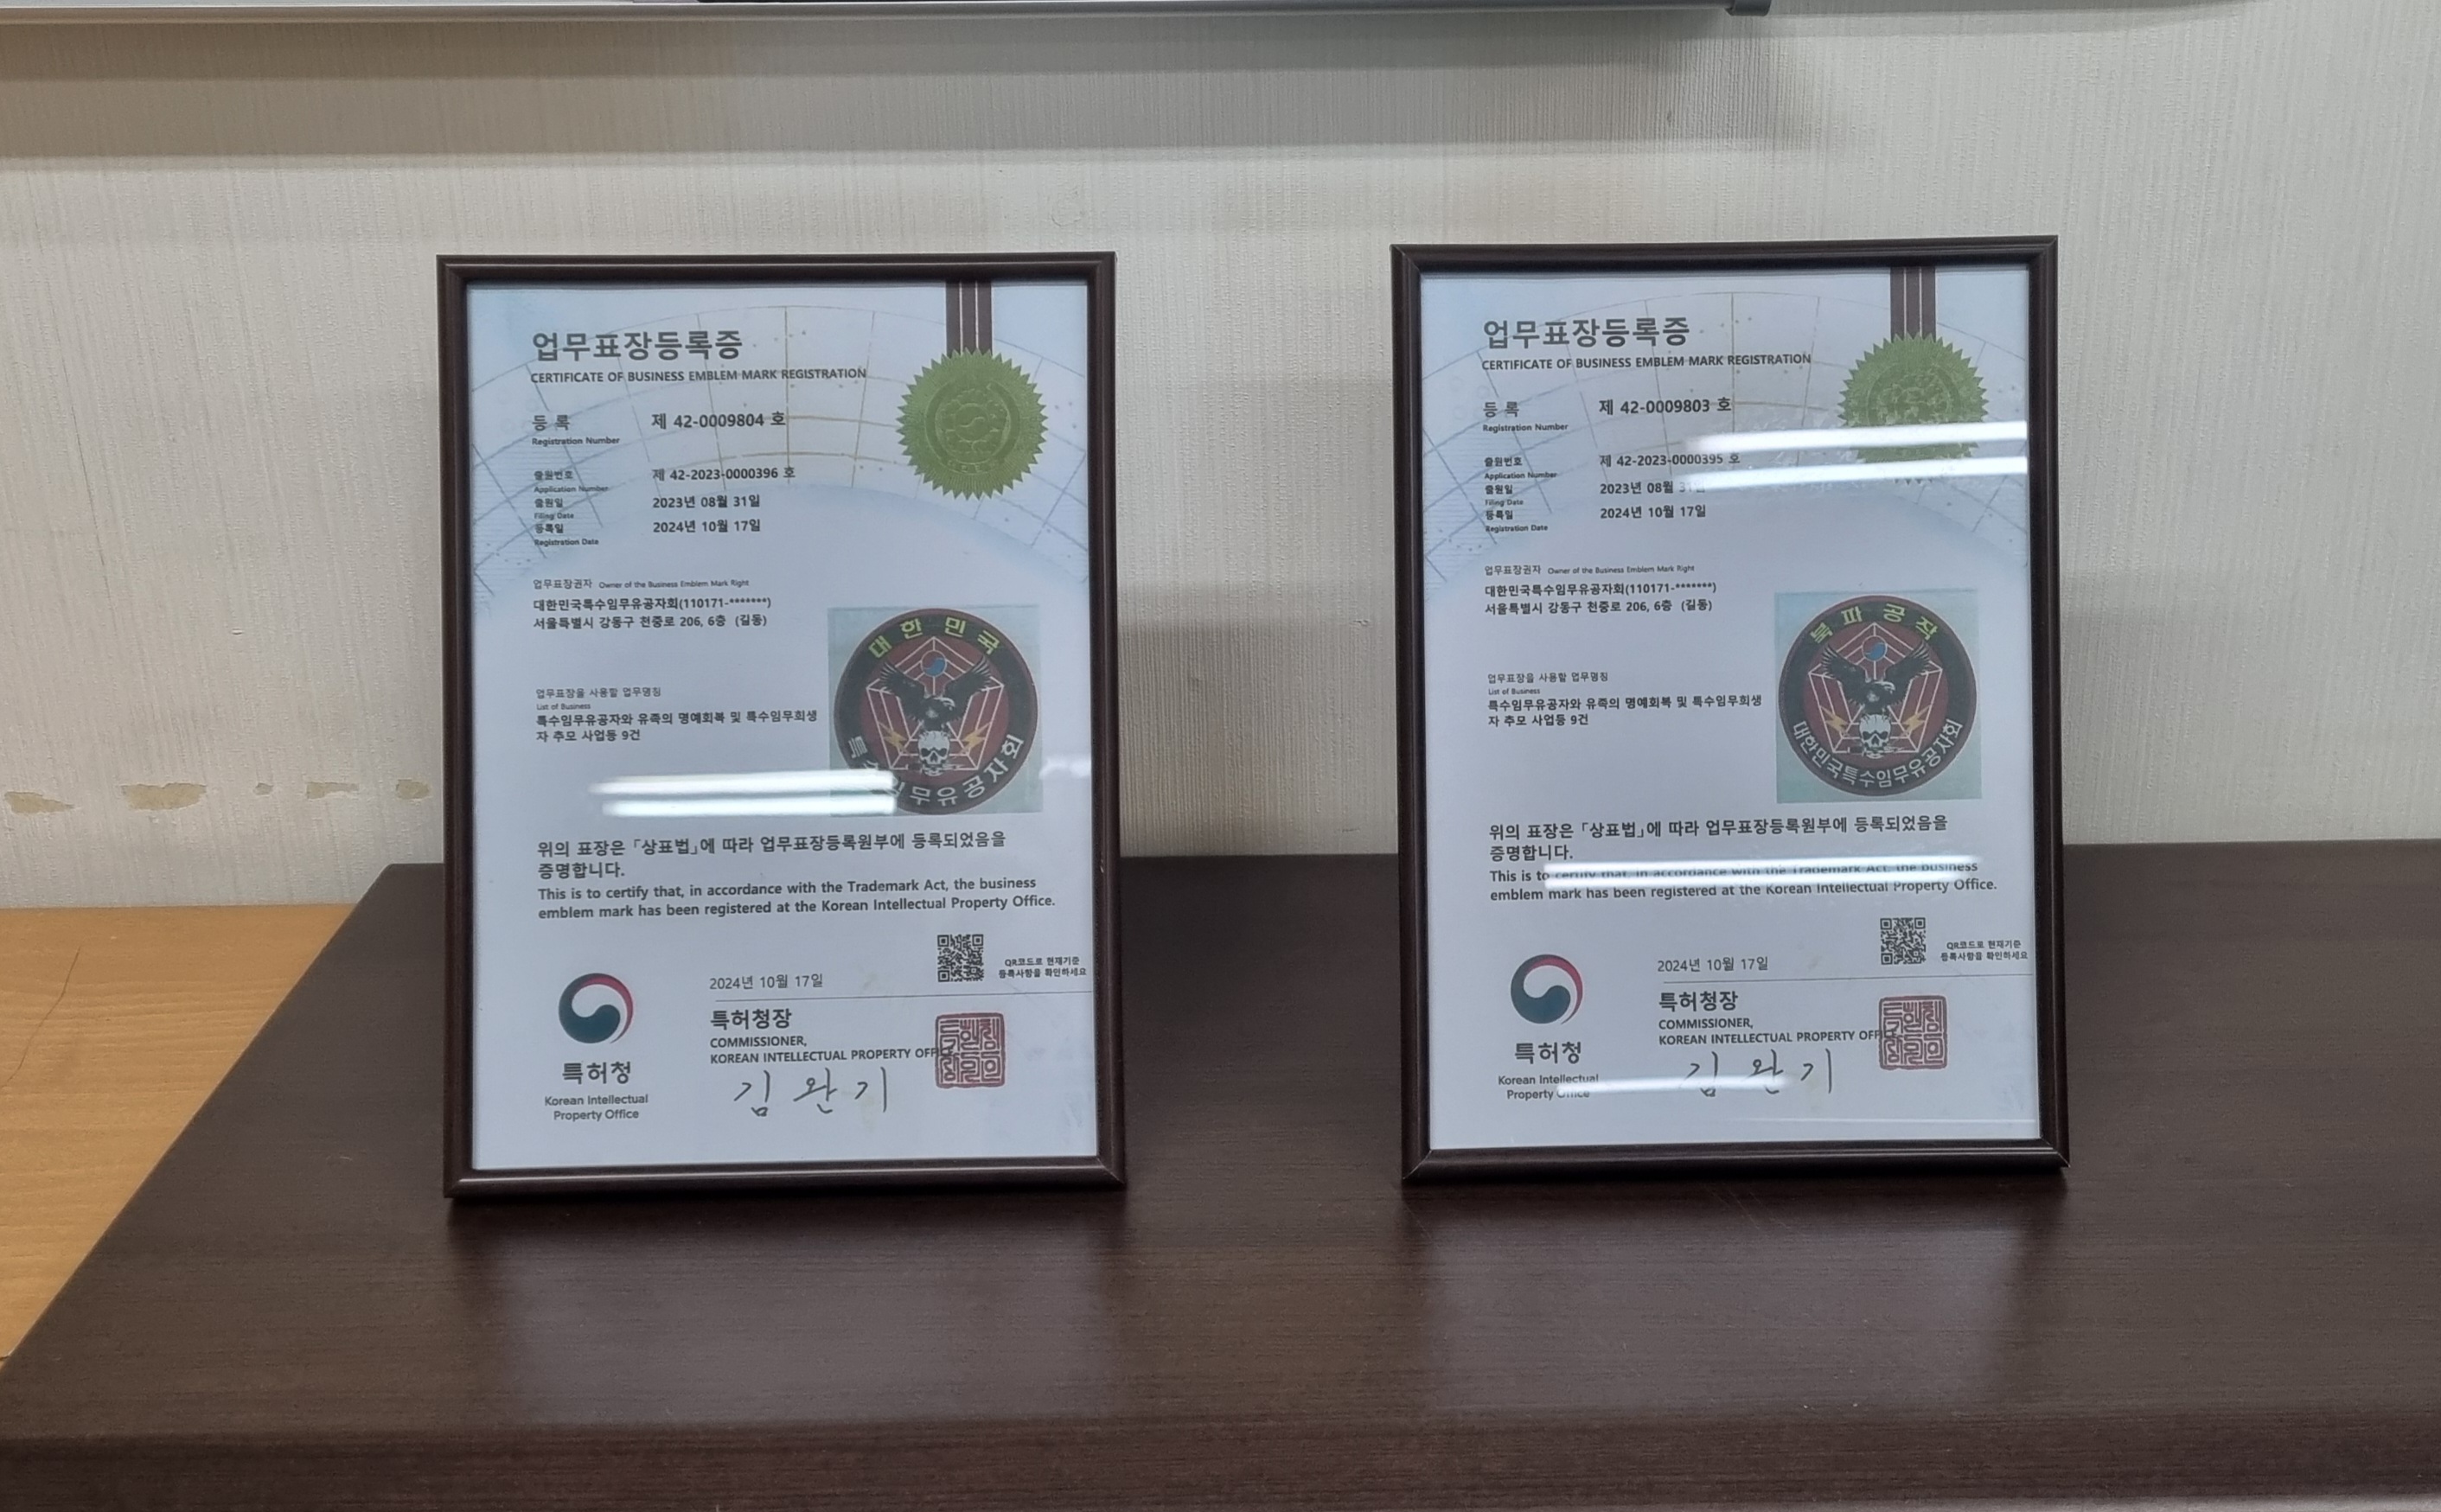 업무표장등록증
CERTIFICATE OF BUSINESS EMBLEM MARK REGISTRATION
등록 제 42-0009804 호
Registration Number
출원번호 제 42-2023-0000396 호
Application Number
출원일 2023년 08월 31일
Filing Date
등록일 2024년 10월 17일
Registration Date
업무표장권자 Owner of the Business Emblem Mark Right
대한민국특수임무유공자회(110171-*******)
서울특별시 강동구 천중로 206, 6층 (길동)
대한민국
특수임무유공자회
업무표장을 사용할 업무명칭
List of Business
특수임무유공자와 유족의 명예회복 및 특수임무희생
자 추모 사업등 9건
위의 표장은 「상표법」에 따라 업무표장등록원부에 등록되었음을
증명합니다.
This is to certify that, in accordance with the Trademark Act, the business
emblem mark has been registered at the Korean Intellectual Property Office.
QR코드로 현재기준
등록사항을 확인하세요
2024년 10월 17일
특허청장
COMMISSIONER,
KOREAN INTELLECTUAL PROPERTY OFFICE
김완기
특허청
Korean Intellectual
Property Office
업무표장등록증
CERTIFICATE OF BUSINESS EMBLEM MARK REGISTRATION
등록 제 42-0009803 호
Registration Number
출원번호 제 42-2023-0000395 호
Application Number
출원일 2023년 08월
Filing Date
등록일 2024년 10월 17일
Registration Date
업무표장권자 Owner of the Business Emblem Mark Right
대한민국특수임무유공자회(110171-*******)
서울특별시 강동구 천중로 206, 6층 (길동)
북파공작
대한민국특수임무유공자회
업무표장을 사용할 업무명칭
List of Business
특수임무유공자와 유족의 명예회복 및 특수임무희생
자 추모 사업등 9건
위의 표장은 「상표법」에 따라 업무표장등록원부에 등록되었음을
증명합니다.
This is to certify that, in accordance with the Trademark Act, the business
emblem mark has been registered at the Korean Intellectual Property Office.
QR코드로 현재기준
등록사항을 확인하세요
2024년 10월 17일
특허청장
COMMISSIONER,
KOREAN INTELLECTUAL PROPERTY OFFICE
김완기
특허청
Korean Intellectual
Property Office